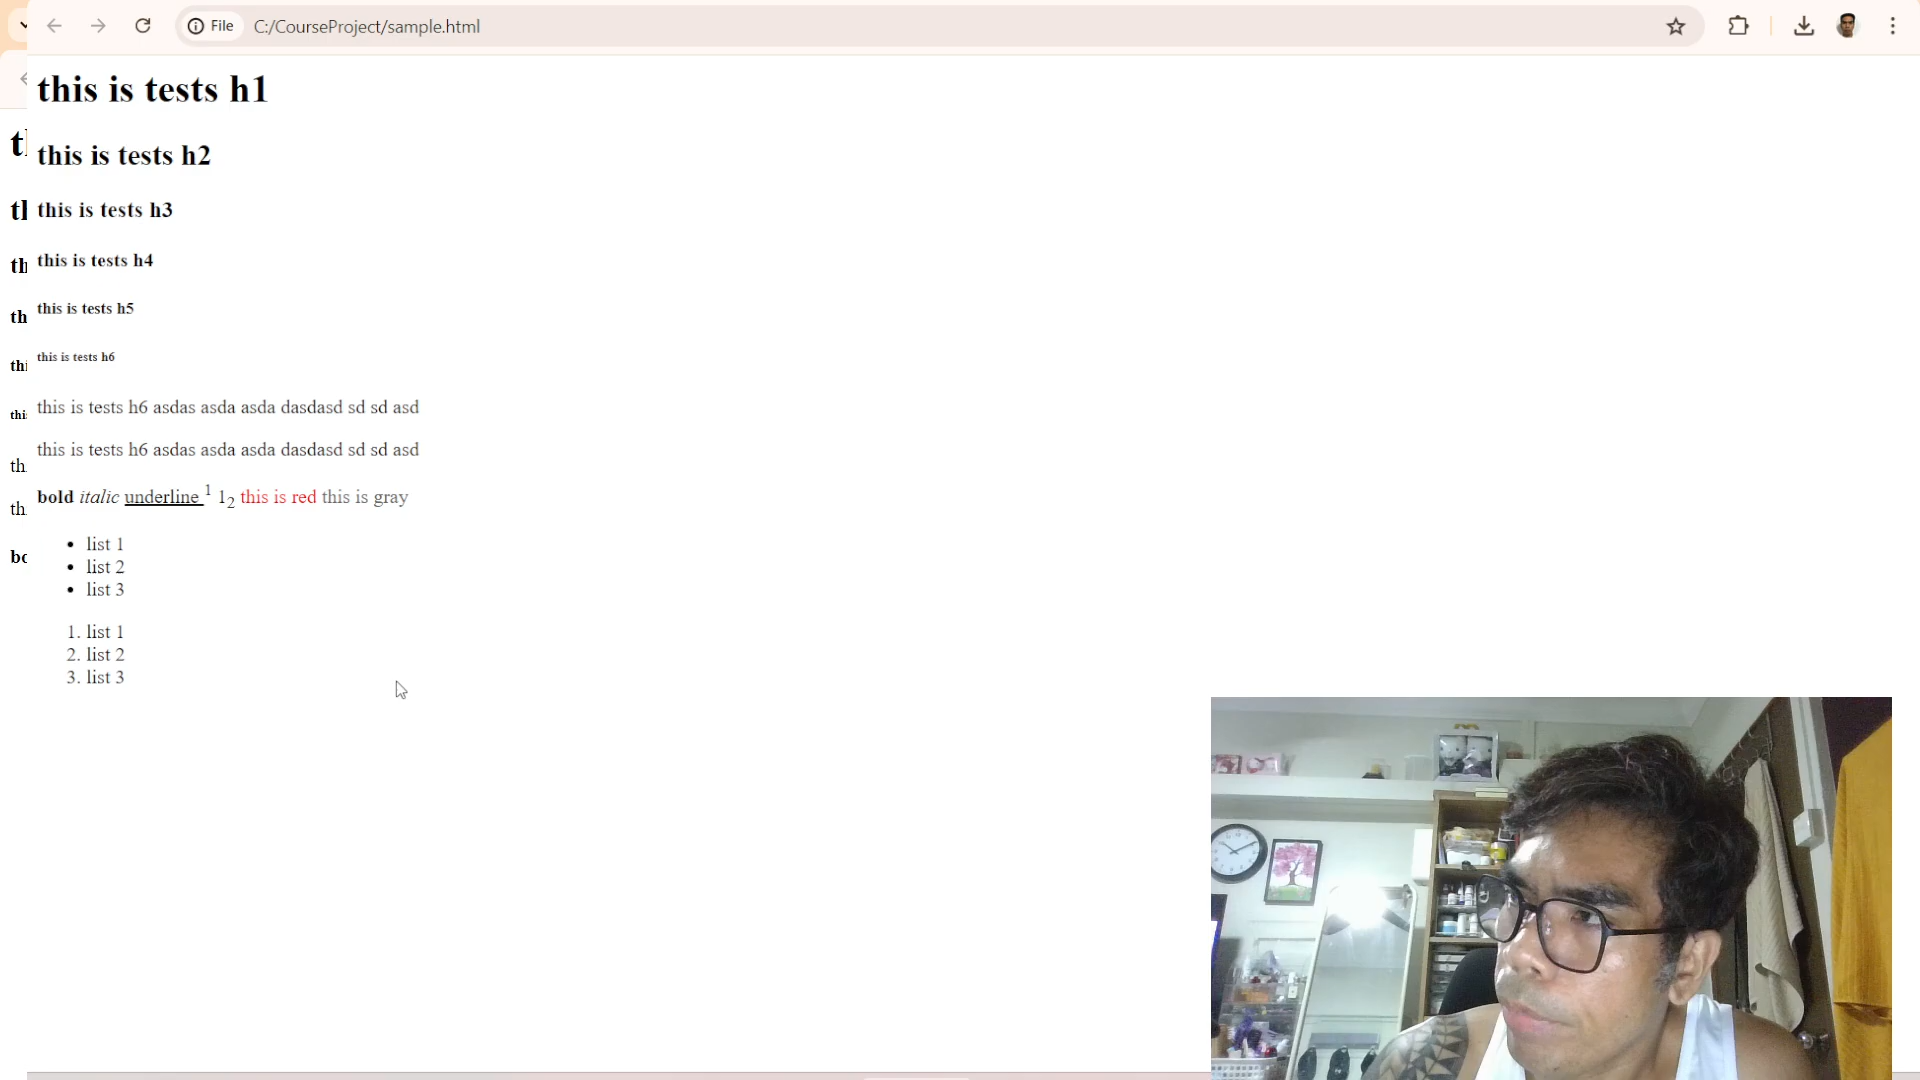 File C:/CourseProject/sample.html
this is tests h1
this is tests h2
this is tests h3
this is tests h4
this is tests h5
this is tests h6
this is tests h6 asdas asda asda dasdasd sd sd asd
this is tests h6 asdas asda asda dasdasd sd sd asd
bold italic underline 1 12 this is red this is gray
• list 1
• list 2
• list 3
1. list 1
2. list 2
3. list 3